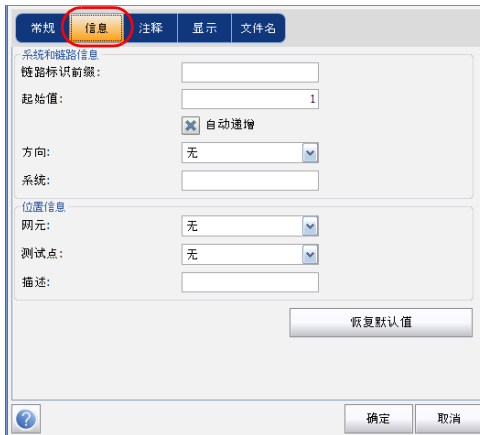 常规 信息 注释 显示 文件名
系统和链路信息
链路标识前缀:
起始值: 1
自动递增
方向: 无
系统:
位置信息
网元: 无
测试点: 无
描述:
恢复默认值
? 确定 取消